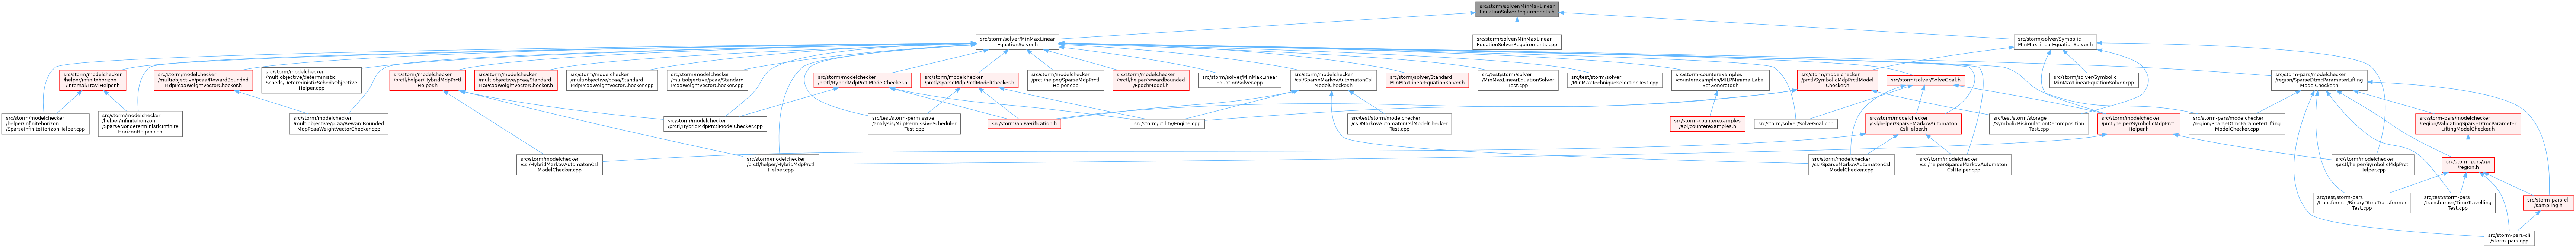 src/storm/solver/MinMaxLinear
EquationSolverRequirements.h
src/storm/solver/MinMaxLinear
EquationSolver.h
src/storm/solver/MinMaxLinear
EquationSolverRequirements.cpp
src/storm/solver/Symbolic
MinMaxLinearEquationSolver.h
src/storm/modelchecker
/helper/infinitehorizon
/internal/LraViHelper.h
src/storm/modelchecker
/multiobjective/pcaa/RewardBounded
MdpPcaaWeightVectorChecker.h
src/storm/modelchecker
/multiobjective/deterministic
Scheds/DeterministicSchedsObjective
Helper.cpp
src/storm/modelchecker
/prctl/helper/HybridMdpPrctl
Helper.h
src/storm/modelchecker
/multiobjective/pcaa/Standard
MaPcaaWeightVectorChecker.h
src/storm/modelchecker
/multiobjective/pcaa/Standard
MdpPcaaWeightVectorChecker.cpp
src/storm/modelchecker
/multiobjective/pcaa/Standard
PcaaWeightVectorChecker.cpp
src/storm/modelchecker
/prctl/HybridMdpPrctlModelChecker.h
src/storm/modelchecker
/prctl/SparseMdpPrctlModelChecker.h
src/storm/modelchecker
/prctl/helper/SparseMdpPrctl
Helper.cpp
src/storm/modelchecker
/prctl/helper/rewardbounded
/EpochModel.h
src/storm/solver/MinMaxLinear
EquationSolver.cpp
src/storm/modelchecker
/csl/SparseMarkovAutomatonCsl
ModelChecker.h
src/storm/solver/Standard
MinMaxLinearEquationSolver.h
src/test/storm/solver
/MinMaxLinearEquationSolver
Test.cpp
src/test/storm/solver
/MinMaxTechniqueSelectionTest.cpp
src/storm-counterexamples
/counterexamples/MILPMinimalLabel
SetGenerator.h
src/storm/modelchecker
/prctl/SymbolicMdpPrctlModel
Checker.h
src/storm/solver/SolveGoal.h
src/storm/solver/Symbolic
MinMaxLinearEquationSolver.cpp
src/storm-pars/modelchecker
/region/SparseDtmcParameterLifting
ModelChecker.h
src/storm/modelchecker
/helper/infinitehorizon
/SparseInfiniteHorizonHelper.cpp
src/storm/modelchecker
/helper/infinitehorizon
/SparseNondeterministicInfinite
HorizonHelper.cpp
src/storm/modelchecker
/multiobjective/pcaa/RewardBounded
MdpPcaaWeightVectorChecker.cpp
src/storm/modelchecker
/prctl/HybridMdpPrctlModelChecker.cpp
src/test/storm-permissive
/analysis/MilpPermissiveScheduler
Test.cpp
src/storm/api/verification.h
src/storm/utility/Engine.cpp
src/test/storm/modelchecker
/csl/MarkovAutomatonCslModelChecker
Test.cpp
src/storm-counterexamples
/api/counterexamples.h
src/storm/solver/SolveGoal.cpp
src/storm/modelchecker
/csl/helper/SparseMarkovAutomaton
CslHelper.h
src/test/storm/storage
/SymbolicBisimulationDecomposition
Test.cpp
src/storm/modelchecker
/prctl/helper/SymbolicMdpPrctl
Helper.h
src/storm-pars/modelchecker
/region/SparseDtmcParameterLifting
ModelChecker.cpp
src/storm-pars/modelchecker
/region/ValidatingSparseDtmcParameter
LiftingModelChecker.h
src/storm/modelchecker
/csl/HybridMarkovAutomatonCsl
ModelChecker.cpp
src/storm/modelchecker
/prctl/helper/HybridMdpPrctl
Helper.cpp
src/storm/modelchecker
/csl/SparseMarkovAutomatonCsl
ModelChecker.cpp
src/storm/modelchecker
/csl/helper/SparseMarkovAutomaton
CslHelper.cpp
src/storm/modelchecker
/prctl/helper/SymbolicMdpPrctl
Helper.cpp
src/storm-pars/api
/region.h
src/test/storm-pars
/transformer/BinaryDtmcTransformer
Test.cpp
src/test/storm-pars
/transformer/TimeTravelling
Test.cpp
src/storm-pars-cli
/sampling.h
src/storm-pars-cli
/storm-pars.cpp